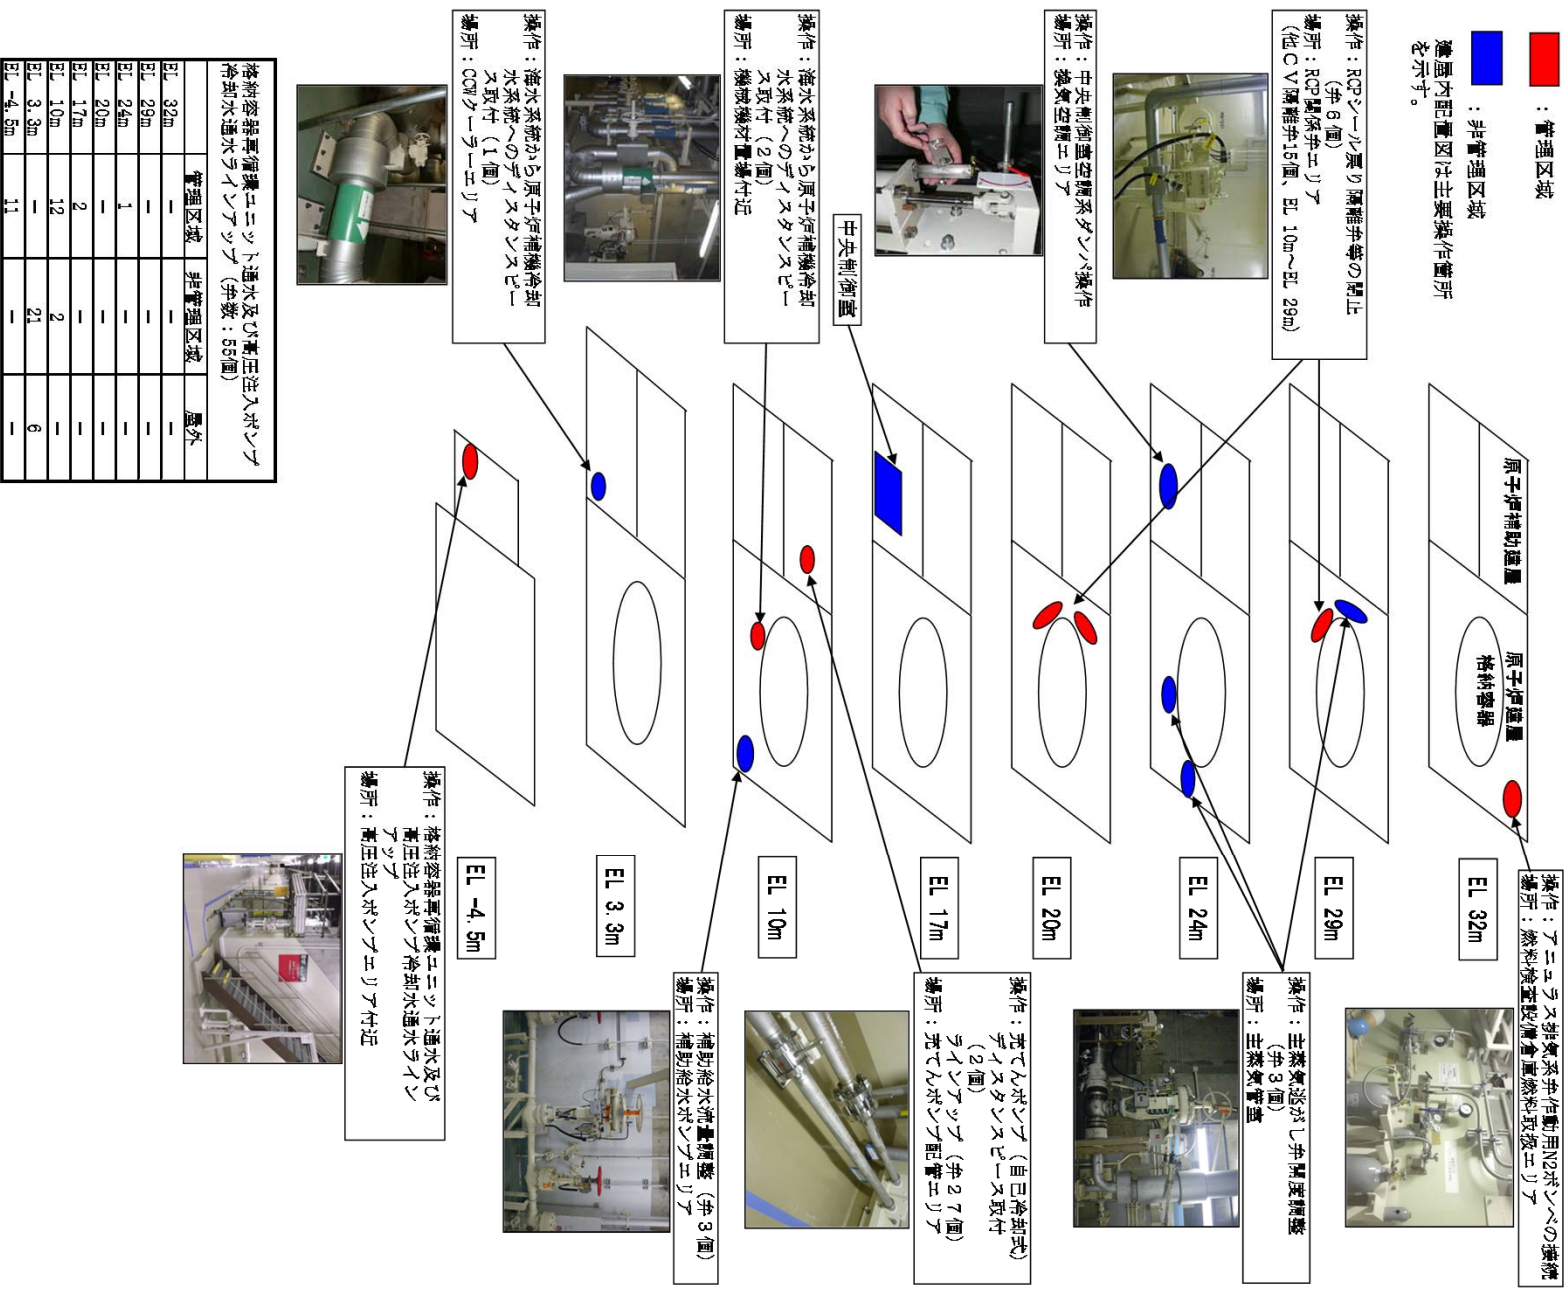 ：管理区域
：非管理区域
建屋内配置図は主要操作箇所
を示す。
操作：RCPシール戻り隔離弁等の閉止
（弁６個）
場所：RCP関係弁エリア
（他ＣＶ隔離弁15個、EL 10m～EL 29m）
操作：中央制御室空調系ダンパ操作
場所：換気空調エリア
中央制御室
操作：海水系統から原子炉補機冷却
水系統へのディスタンスピー
ス取付（２個）
場所：機械機材置場付近
操作：海水系統から原子炉補機冷却
水系統へのディスタンスピー
ス取付（１個）
場所：CCWクーラーエリア
原子炉補助建屋
原子炉建屋
格納容器
EL 32m
EL 29m
EL 24m
EL 20m
EL 17m
EL 10m
EL 3.3m
EL -4.5m
操作：アニュラス排気系弁作動用N2ボンベの接続
場所：燃料検査設備倉庫燃料取扱エリア
操作：主蒸気逃がし弁開度調整
（弁３個）
場所：主蒸気管室
操作：充てんポンプ（自己冷却式）
ディスタンスピース取付
（２個）
ラインアップ（弁２７個）
場所：充てんポンプ配管エリア
操作：補助給水流量調整（弁３個）
場所：補助給水ポンプエリア
操作：格納容器再循環ユニット通水及び
高圧注入ポンプ冷却水通水ライン
アップ
場所：高圧注入ポンプエリア付近
格納容器再循環ユニット通水及び高圧注入ポンプ
冷却水通水ラインアップ（弁数：55個）
管理区域 非管理区域 屋外
EL 32m － － －
EL 29m － － －
EL 24m 1 － －
EL 20m － － －
EL 17m 2 － －
EL 10m 12 2 －
EL 3.3m － 21 6
EL -4.5m 11 － －